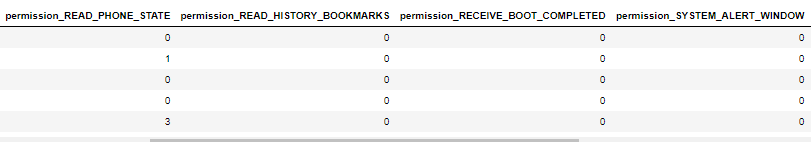 permission_READ_PHONE_STATE permission_READ_HISTORY_BOOKMARKS permission_RECEIVE_BOOT_COMPLETED permission_SYSTEM_ALERT_WINDOW
0 0 0 0
1 0 0 0
0 0 0 0
0 0 0 0
3 0 0 0